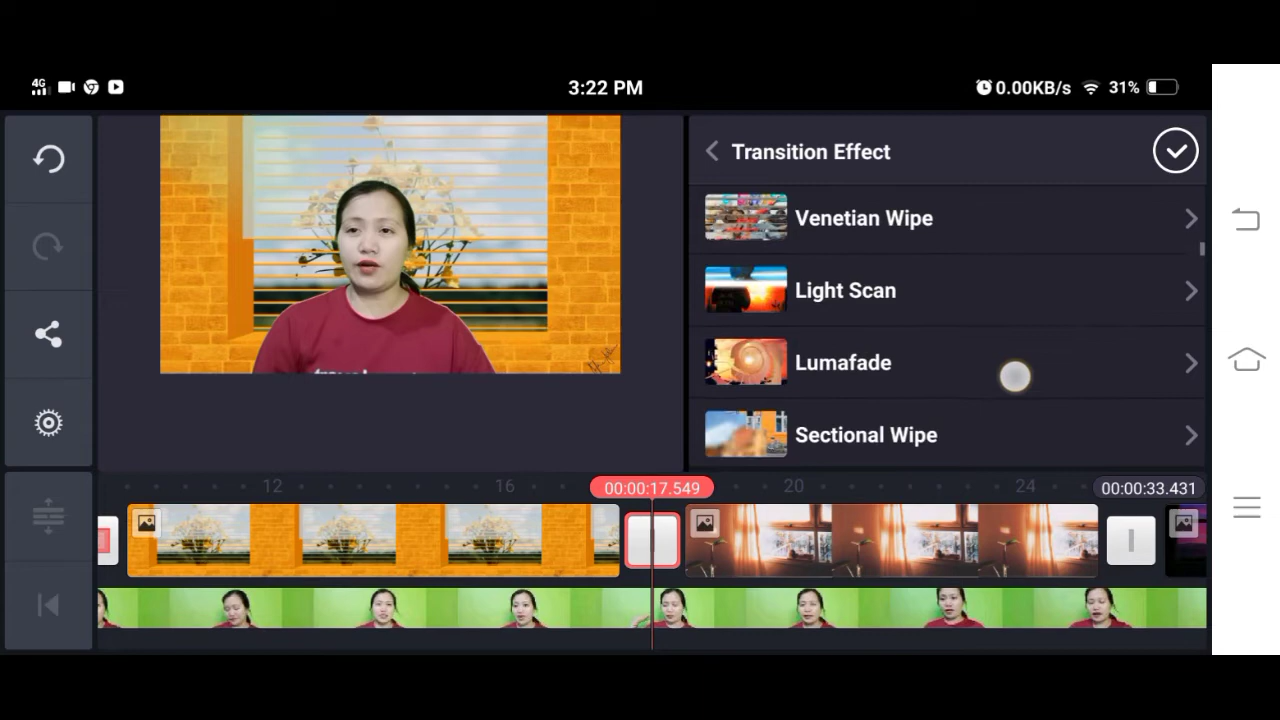 4G
3:22 PM
0.00KB/s
31%
Transition Effect
Venetian Wipe
Light Scan
Lumafade
Sectional Wipe
12
16
00:00:17.549
20
24
00:00:33.431